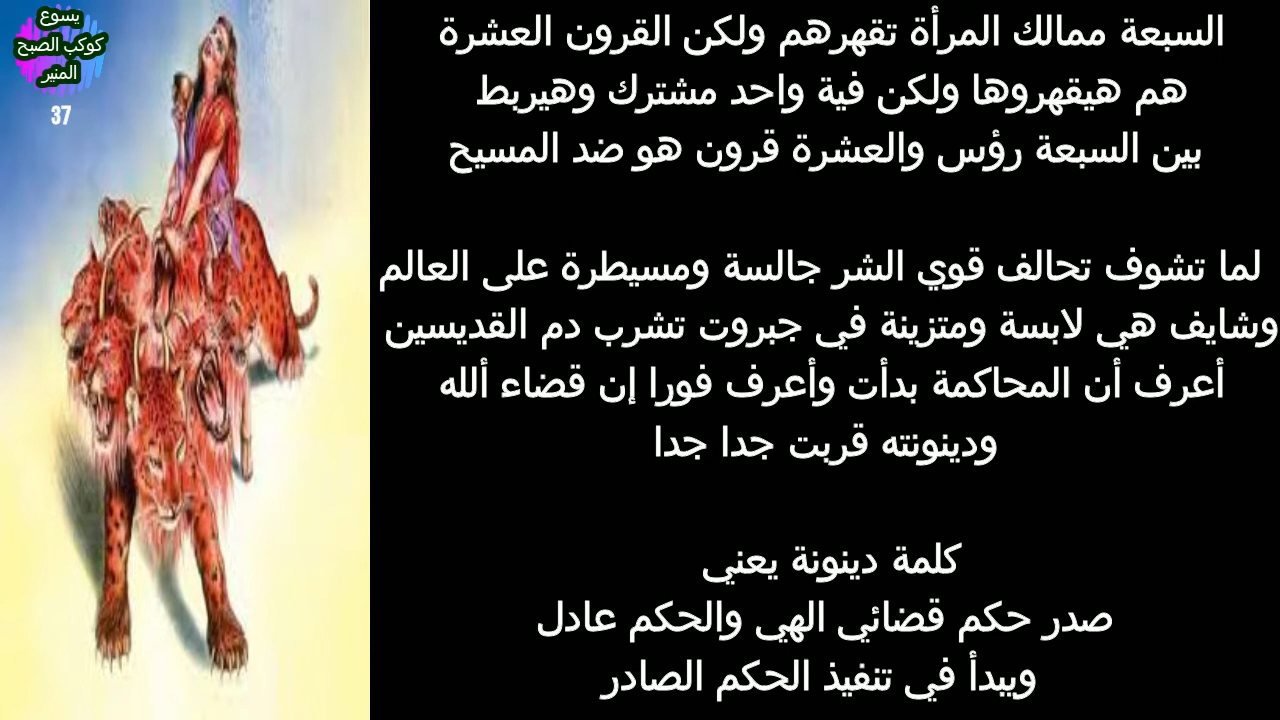 يسوع
كوكب الصبح
المنير
37
السبعة ممالك المرأة تقهرهم ولكن القرون العشرة
هم هيقهروها ولكن فية واحد مشترك وهيربط
بين السبعة رؤس والعشرة قرون هو ضد المسيح
لما تشوف تحالف قوي الشر جالسة ومسيطرة على العالم
وشايف هي لابسة ومتزينة في جبروت تشرب دم القديسين
أعرف أن المحاكمة بدأت وأعرف فورا إن قضاء ألله
ودينونته قربت جدا جدا
كلمة دينونة يعني
صدر حكم قضائي الهي والحكم عادل
ويبدأ في تنفيذ الحكم الصادر